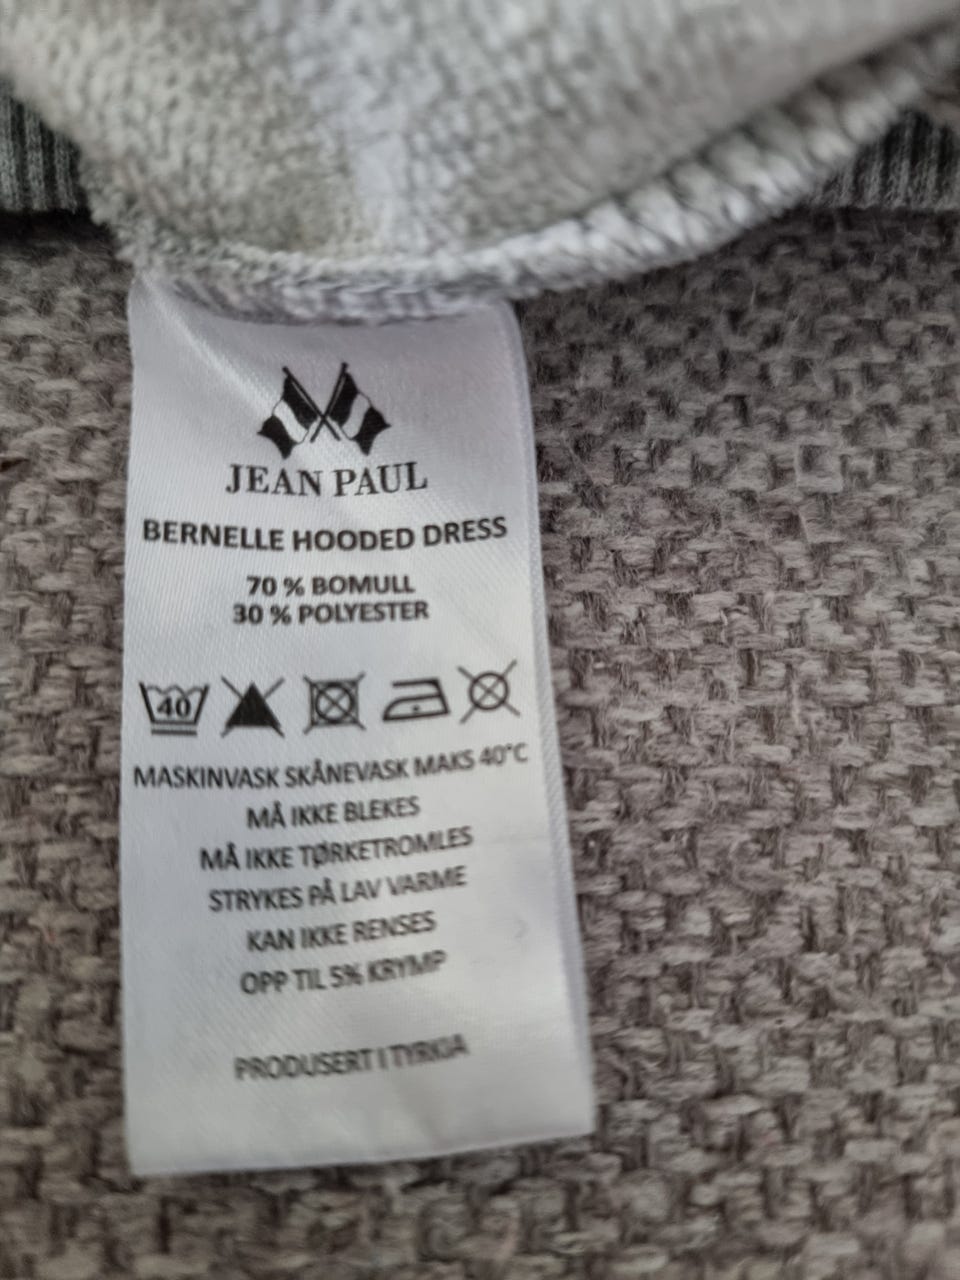 JEAN PAUL
BERNELLE HOODED DRESS
70 % BOMULL
30 % POLYESTER
40
MASKINVASK SKÅNEVASK MAKS 40°C
MÅ IKKE BLEKES
MÅ IKKE TØRKETROMLES
STRYKES PÅ LAV VARME
KAN IKKE RENSES
OPP TIL 5% KRYMP
PRODUSERT I TYRKIA